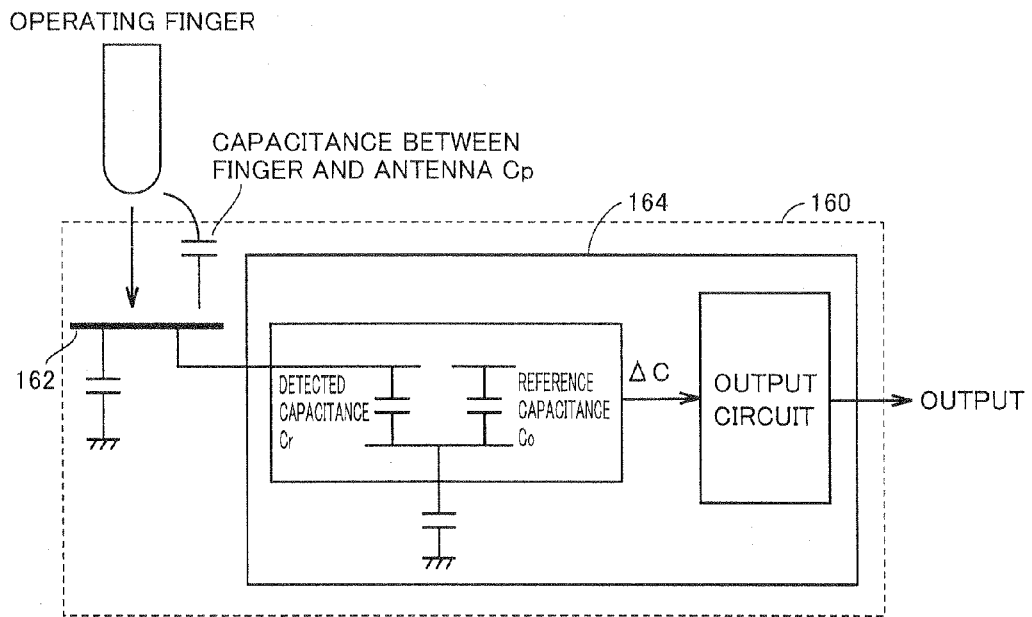 OPERATING FINGER
CAPACITANCE BETWEEN
FINGER AND ANTENNA Cp
164
160
162
DETECTED
CAPACITANCE
Cr
REFERENCE
CAPACITANCE
Co
ΔC
OUTPUT
CIRCUIT
OUTPUT